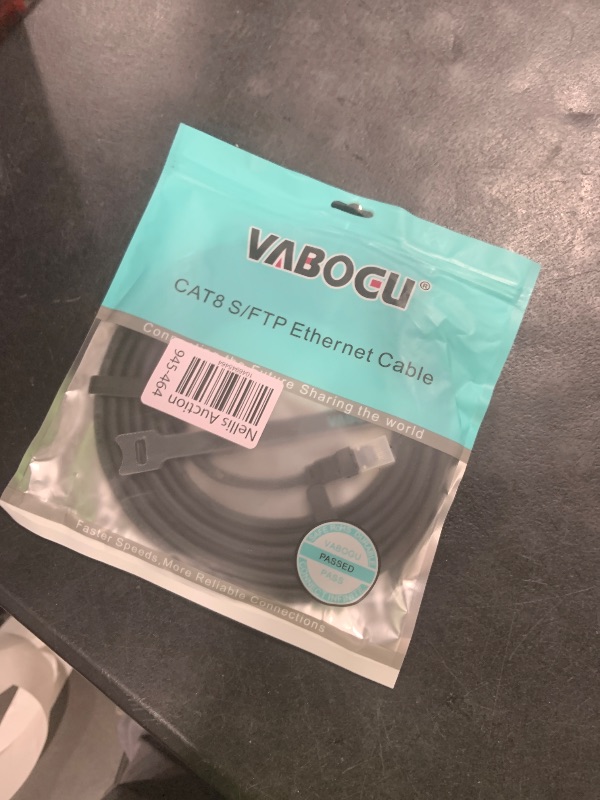 VABOGU®
CAT8 S/FTP Ethernet Cable
Future Sharing the world
945-464
Nellis Auction
VABOGU
PASSED
PASS
Faster Speeds,More Reliable Connections